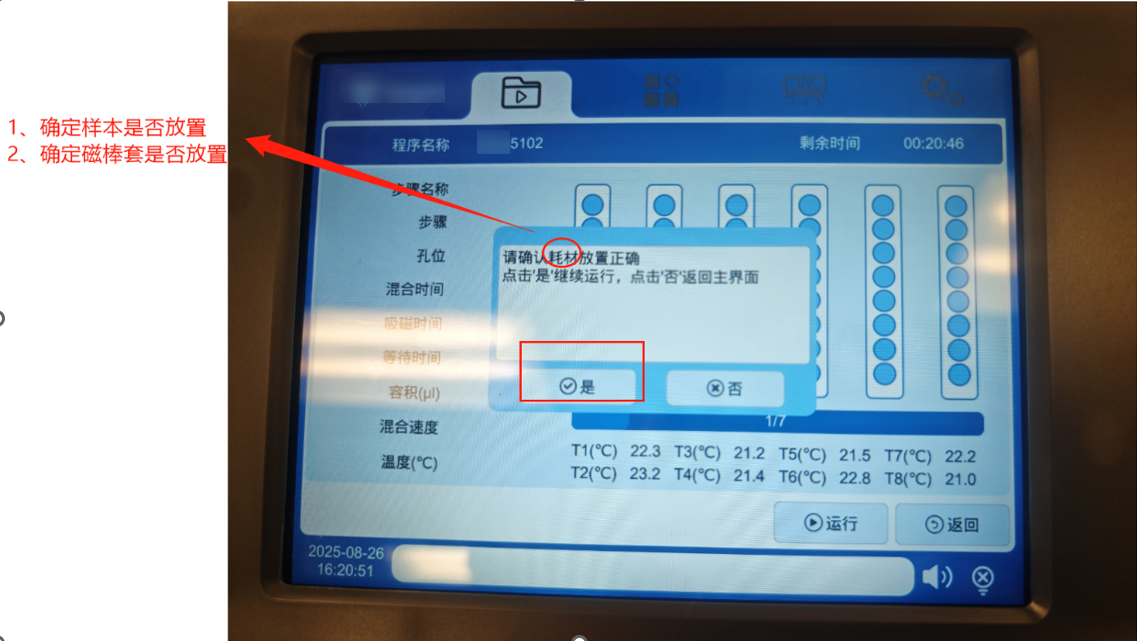 1、确定样本是否放置
2、确定磁棒套是否放置
程序名称 5102 剩余时间 00:20:46
步骤名称
步骤
孔位
混合时间
吸磁时间
等待时间
容积(μl)
混合速度
温度(℃)
请确认耗材放置正确
点击'是'继续运行，点击'否'返回主界面
是 否
1/7
T1(℃) 22.3 T3(℃) 21.2 T5(℃) 21.5 T7(℃) 22.2
T2(℃) 23.2 T4(℃) 21.4 T6(℃) 22.8 T8(℃) 21.0
运行 返回
2025-08-26
16:20:51